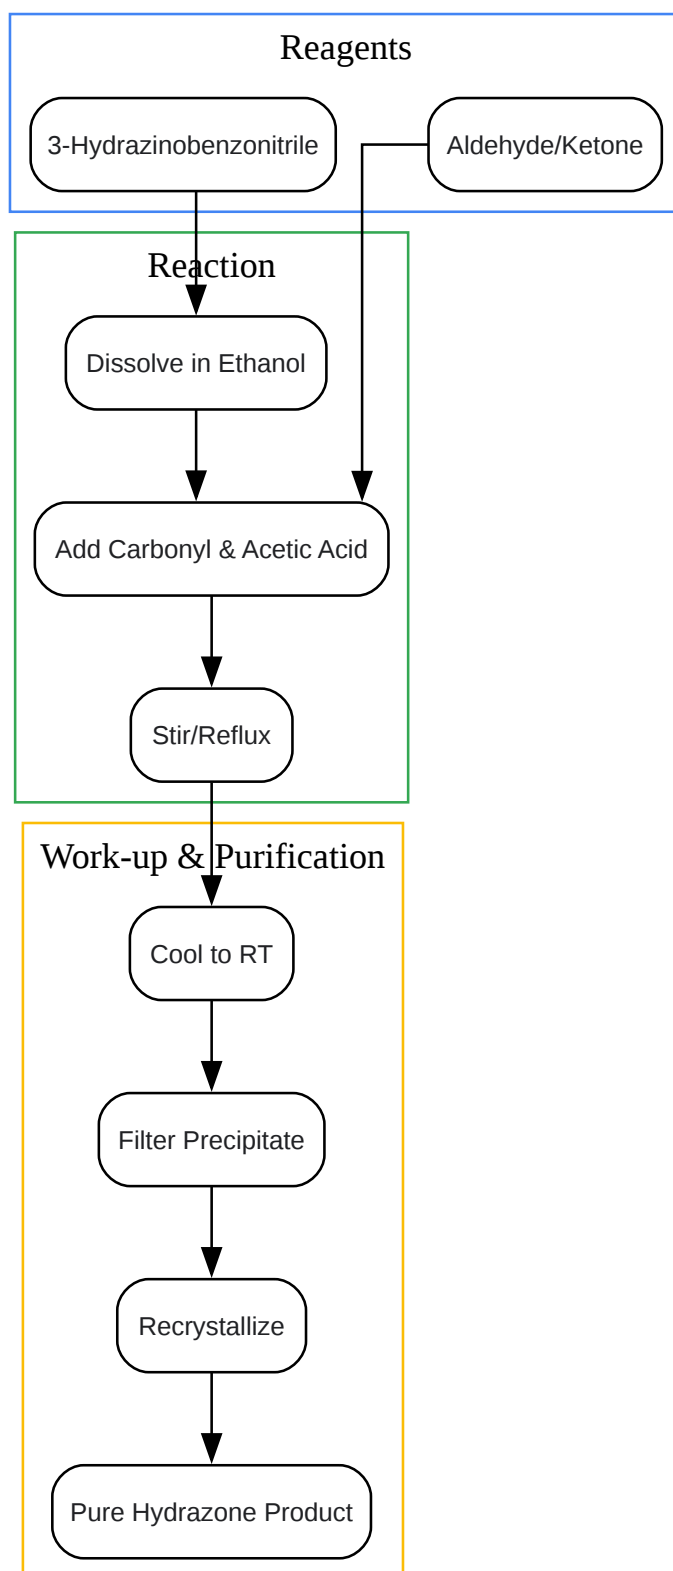 Reagents
3-Hydrazinobenzonitrile
Aldehyde/Ketone
Reaction
Dissolve in Ethanol
Add Carbonyl & Acetic Acid
Stir/Reflux
Work-up & Purification
Cool to RT
Filter Precipitate
Recrystallize
Pure Hydrazone Product